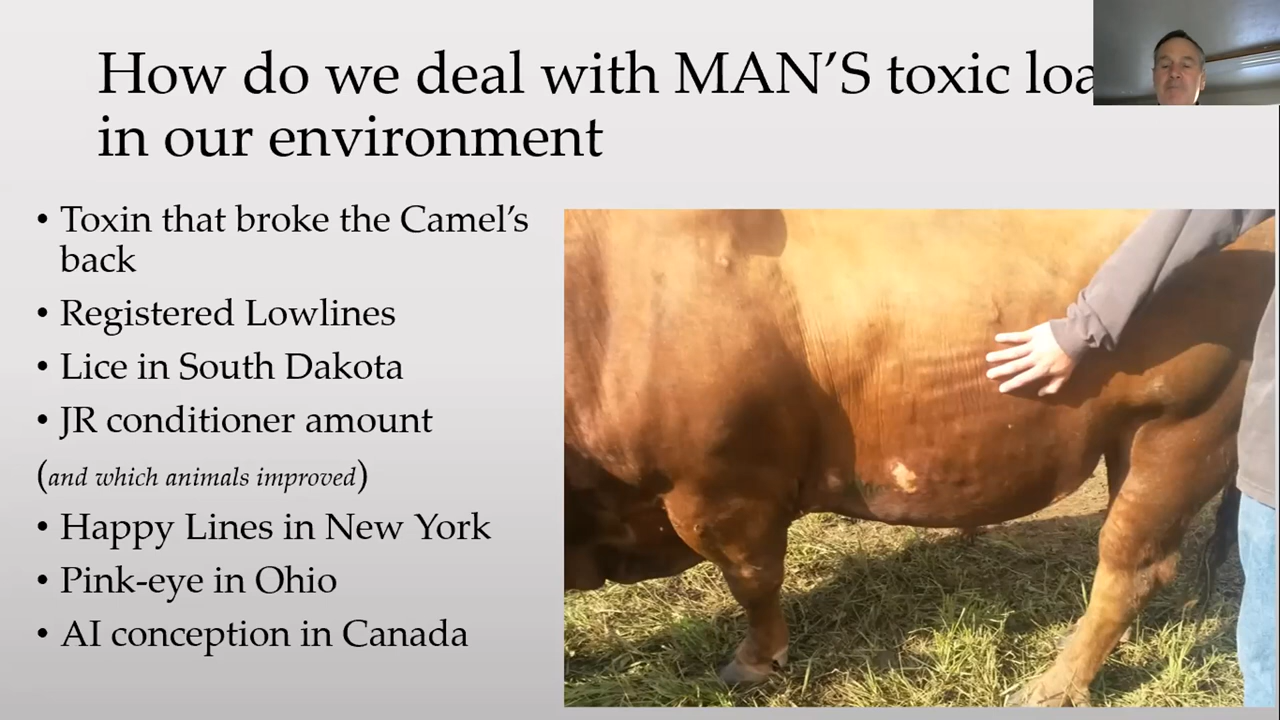 How do we deal with MAN'S toxic
in our environment
• Toxin that broke the Camel's
back
• Registered Lowlines
• Lice in South Dakota
• JR conditioner amount
(and which animals improved)
• Happy Lines in New York
• Pink-eye in Ohio
• AI conception in Canada